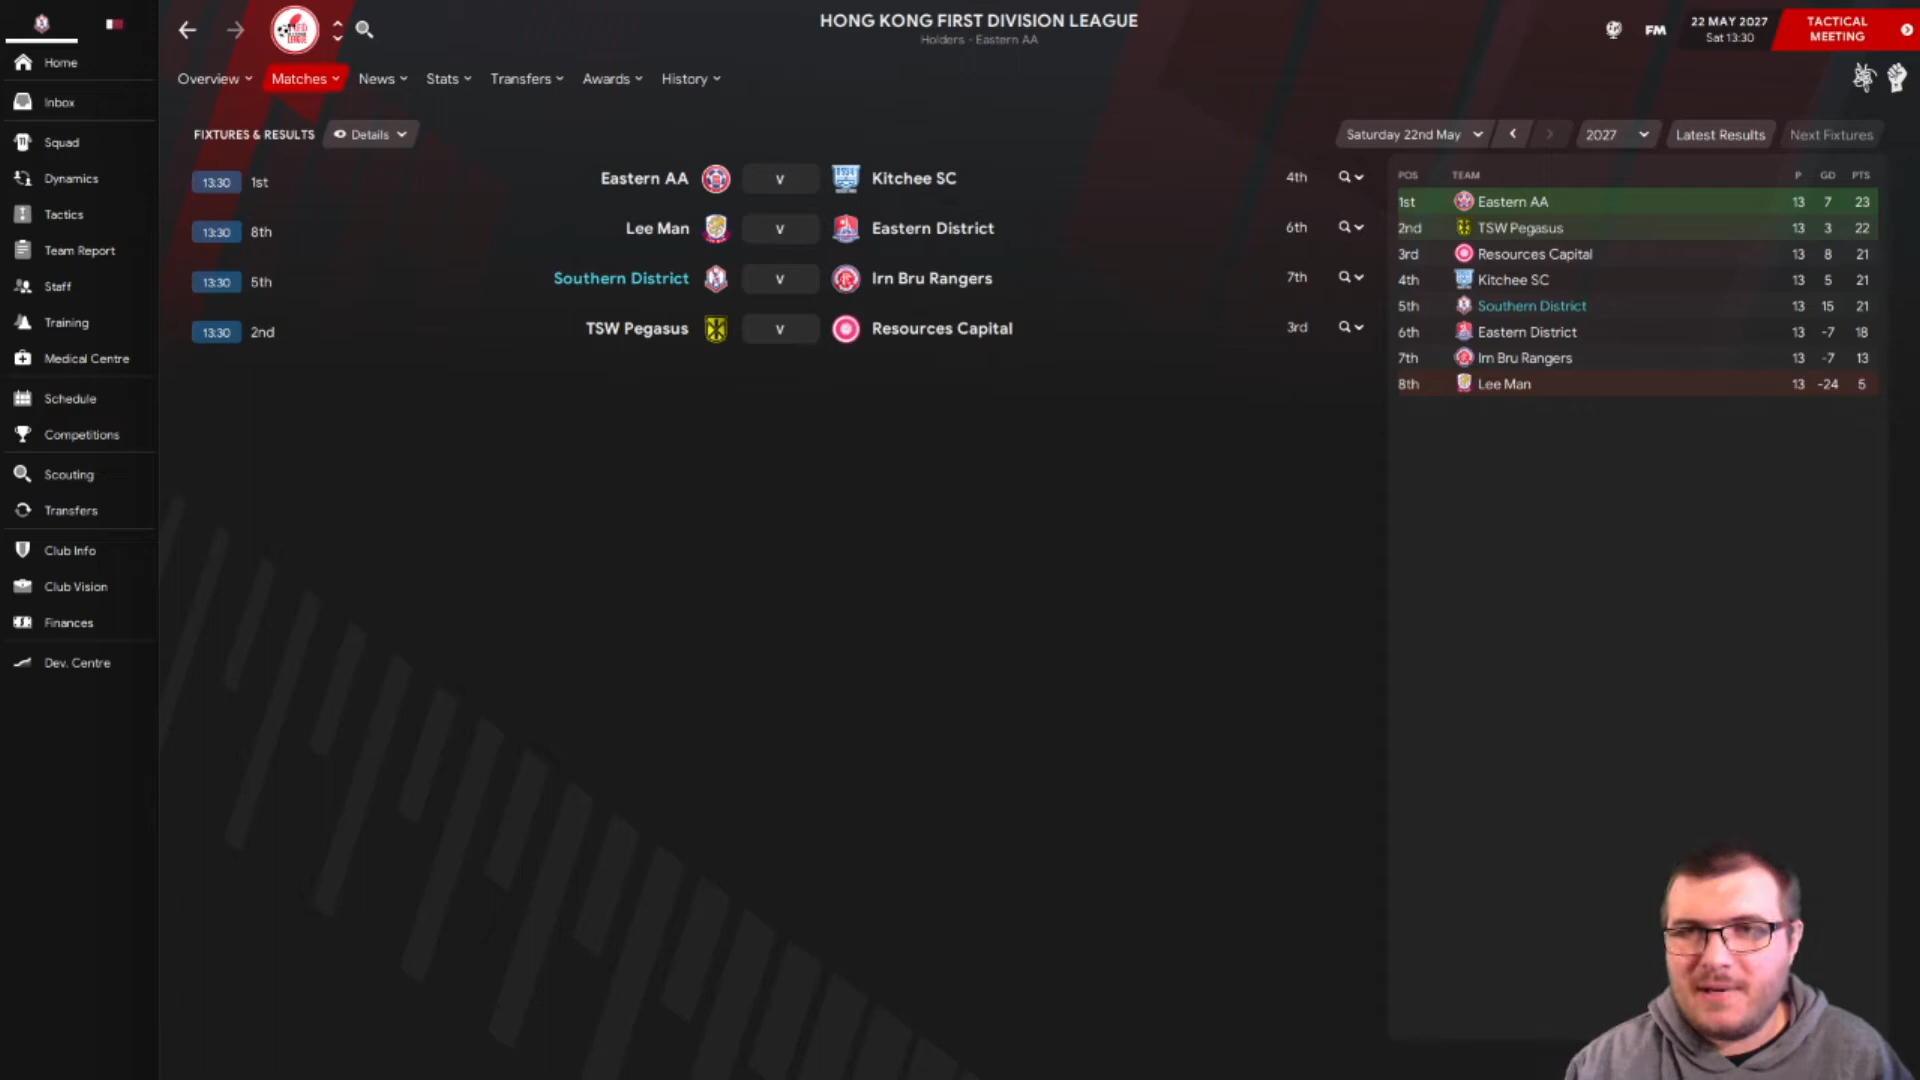 HONG KONG FIRST DIVISION LEAGUE
Holders - Eastern AA
FM
22 MAY 2027
Sat 13:30
TACTICAL
MEETING
Home
Inbox
Squad
Dynamics
Tactics
Team Report
Staff
Training
Medical Centre
Schedule
Competitions
Scouting
Transfers
Club Info
Club Vision
Finances
Dev. Centre
Overview Matches News Stats Transfers Awards History
FIXTURES & RESULTS Details
Saturday 22nd May 2027 Latest Results Next Fixtures
13:30 1st Eastern AA v Kitchee SC 4th
13:30 8th Lee Man v Eastern District 6th
13:30 5th Southern District v Irn Bru Rangers 7th
13:30 2nd TSW Pegasus v Resources Capital 3rd
POS TEAM P GD PTS
1st Eastern AA 13 7 23
2nd TSW Pegasus 13 3 22
3rd Resources Capital 13 8 21
4th Kitchee SC 13 5 21
5th Southern District 13 15 21
6th Eastern District 13 -7 18
7th Irn Bru Rangers 13 -7 13
8th Lee Man 13 -24 5